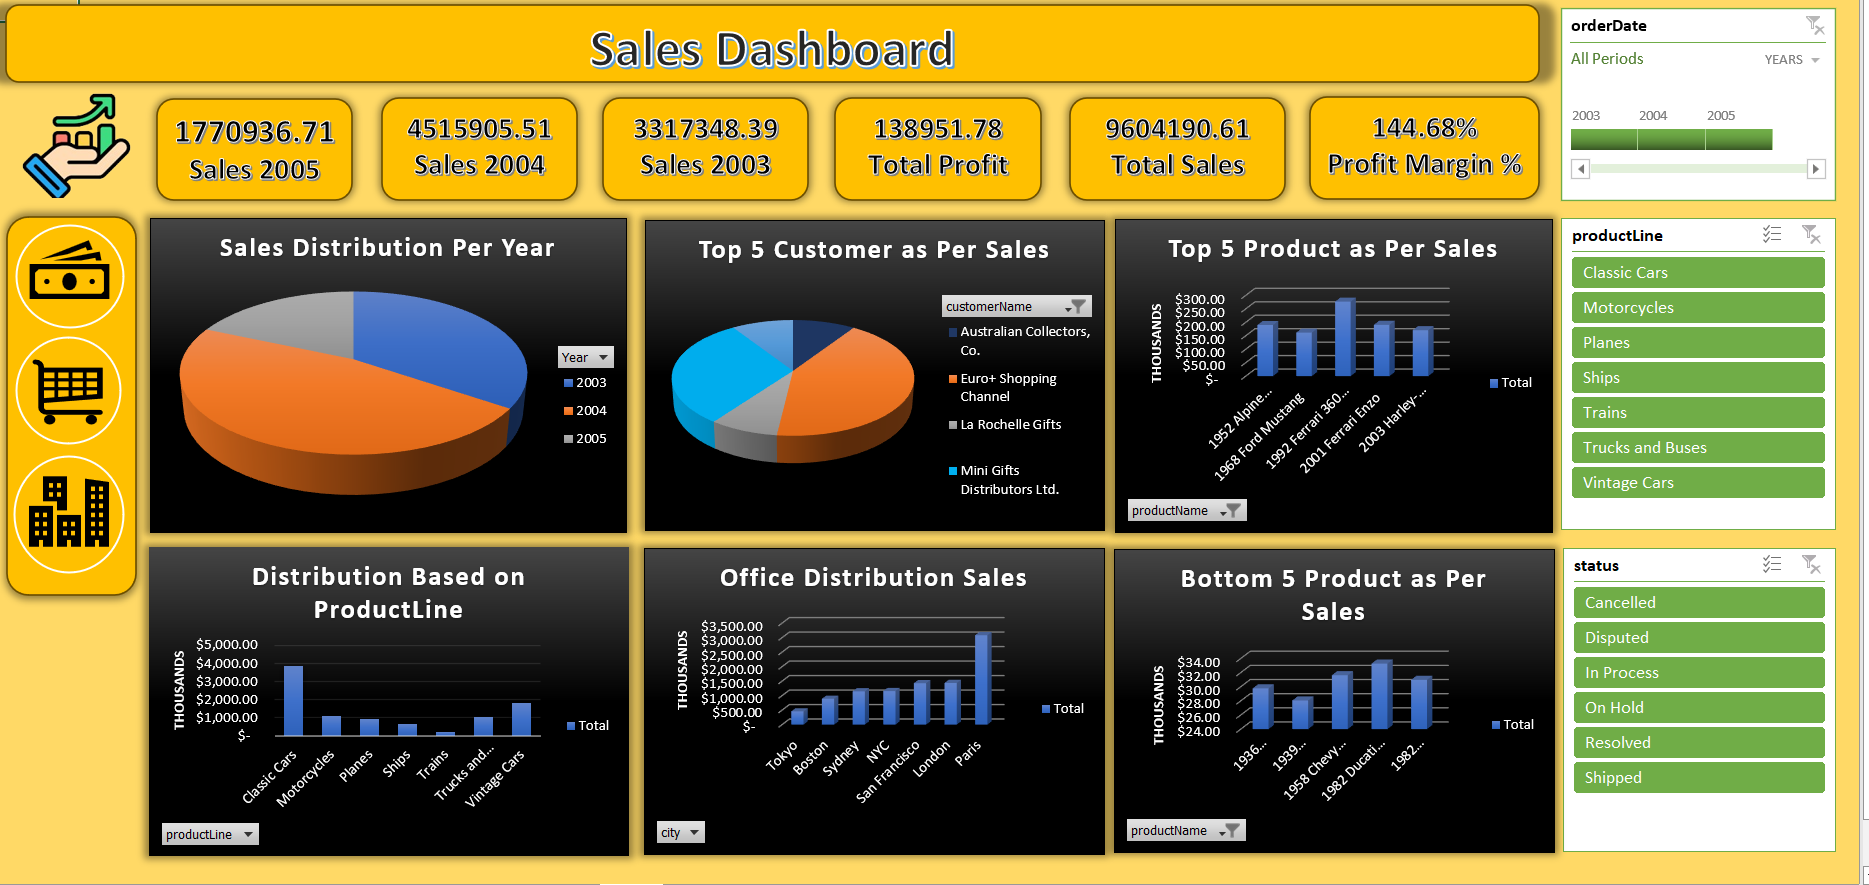 Sales Dashboard
1770936.71
Sales 2005
4515905.51
Sales 2004
3317348.39
Sales 2003
138951.78
Total Profit
9604190.61
Total Sales
144.68%
Profit Margin %
orderDate
All Periods
YEARS
2003 2004 2005
Sales Distribution Per Year
Year
2003
2004
2005
Top 5 Customer as Per Sales
customerName
Australian Collectors,
Co.
Euro+ Shopping
Channel
La Rochelle Gifts
Mini Gifts
Distributors Ltd.
Top 5 Product as Per Sales
THOUSANDS
$300.00
$250.00
$200.00
$150.00
$100.00
$50.00
$-
1952 Alpine...
1968 Ford Mustang
1992 Ferrari 360...
2001 Ferrari Enzo
2003 Harley-...
Total
productName
productLine
Classic Cars
Motorcycles
Planes
Ships
Trains
Trucks and Buses
Vintage Cars
Distribution Based on
ProductLine
THOUSANDS
$5,000.00
$4,000.00
$3,000.00
$2,000.00
$1,000.00
$-
Classic Cars
Motorcycles
Planes
Ships
Trains
Trucks and...
Vintage Cars
Total
productLine
Office Distribution Sales
THOUSANDS
$3,500.00
$3,000.00
$2,500.00
$2,000.00
$1,500.00
$1,000.00
$500.00
$-
Tokyo
Boston
Sydney
NYC
San Francisco
London
Paris
Total
city
Bottom 5 Product as Per
Sales
THOUSANDS
$34.00
$32.00
$30.00
$28.00
$26.00
$24.00
1936...
1939...
1958 Chevy...
1982 Ducati...
1982...
Total
productName
status
Cancelled
Disputed
In Process
On Hold
Resolved
Shipped